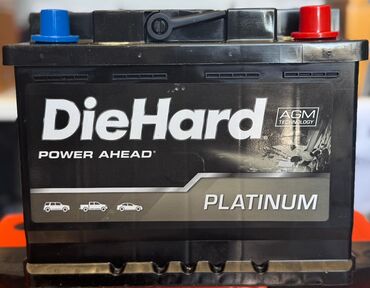 DieHard
POWER AHEAD®
AGM
TECHNOLOGY
PLATINUM